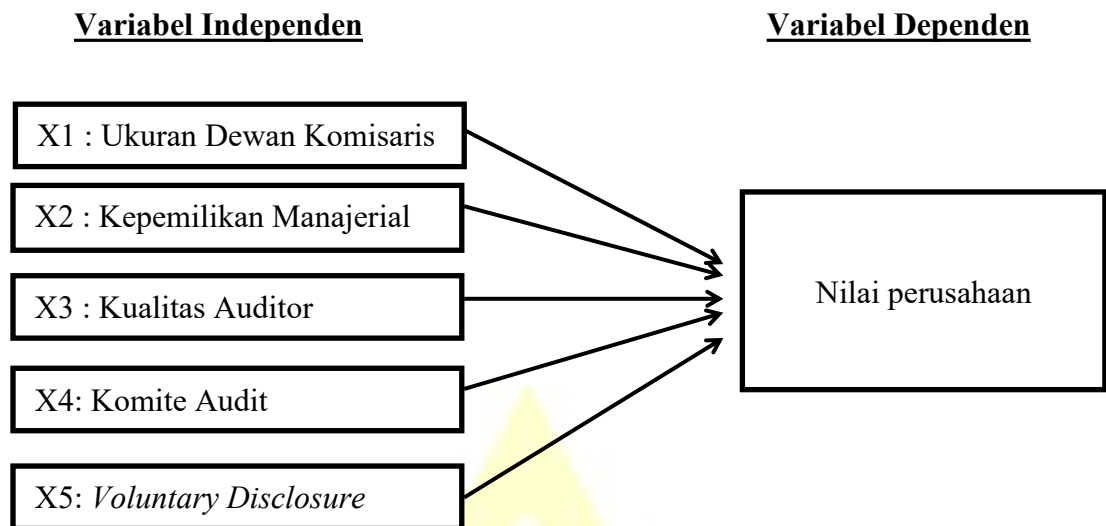 Variabel Independen
Variabel Dependen
X1 : Ukuran Dewan Komisaris
X2 : Kepemilikan Manajerial
X3 : Kualitas Auditor
X4: Komite Audit
X5: Voluntary Disclosure
Nilai perusahaan